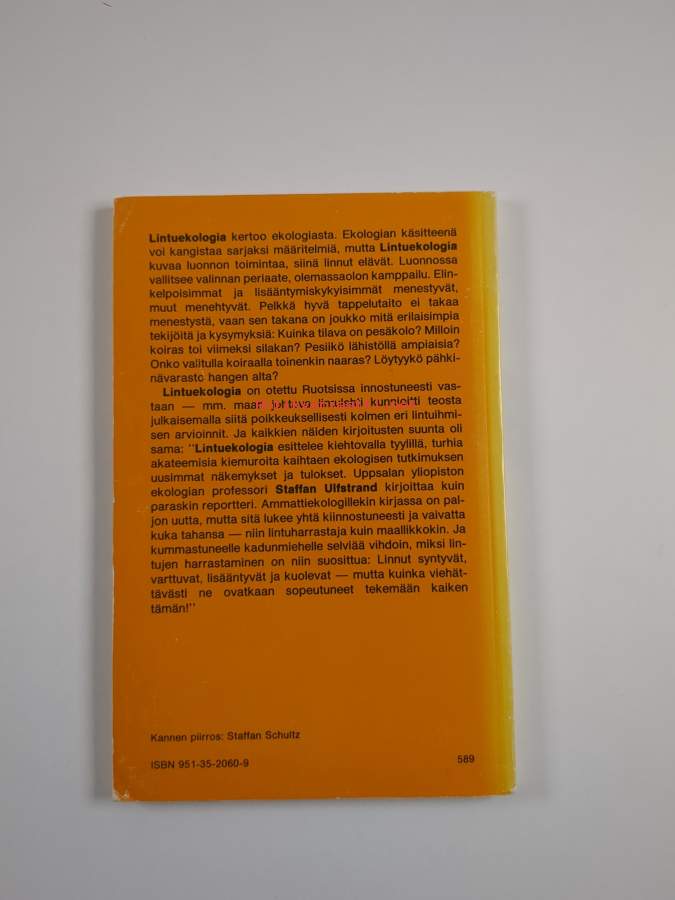 Lintuekologia kertoo ekologiasta. Ekologian käsitteenä
voi kangistaa sarjaksi määritelmiä, mutta Lintuekologia
kuvaa luonnon toimintaa, siinä linnut elävät. Luonnossa
vallitsee valinnan periaate, olemassaolon kamppailu. Elin-
kelpoisimmat ja lisääntymiskykyisimmät menestyvät,
muut menehtyvät. Pelkkä hyvä tappelutaito ei takaa
menestystä, vaan sen takana on joukko mitä erilaisimpia
tekijöitä ja kysymyksiä: Kuinka tilava on pesäkolo? Milloin
koiras toi viimeksi silakan? Pesiikö lähistöllä ampiaisia?
Onko valitulla koiraalla toinenkin naaras? Löytyykö pähki-
nävarasto hangen alta?
Lintuekologia on otettu Ruotsissa innostuneesti vas-
taan — mm. maan johtava kunnioitti teosta
julkaisemalla siitä poikkeuksellisesti kolmen eri lintuihmi-
sen arvioinnit. Ja kaikkien näiden kirjoitusten suunta oli
sama: ''Lintuekologia esittelee kiehtovalla tyylillä, turhia
akateemisia kiemuroita kaihtaen ekologisen tutkimuksen
uusimmat näkemykset ja tulokset. Uppsalan yliopiston
ekologian professori Staffan Ulfstrand kirjoittaa kuin
paraskin reportteri. Ammattiekologillekin kirjassa on pal-
jon uutta, mutta sitä lukee yhtä kiinnostuneesti ja vaivatta
kuka tahansa — niin lintuharrastaja kuin maallikkokin. Ja
kummastuneelle kadunmiehelle selviää vihdoin, miksi lin-
tujen harrastaminen on niin suosittua: Linnut syntyvät,
varttuvat, lisääntyvät ja kuolevat — mutta kuinka viehät-
tävästi ne ovatkaan sopeutuneet tekemään kaiken
tämän!''
Kannen piirros: Staffan Schultz
ISBN 951-35-2060-9
589